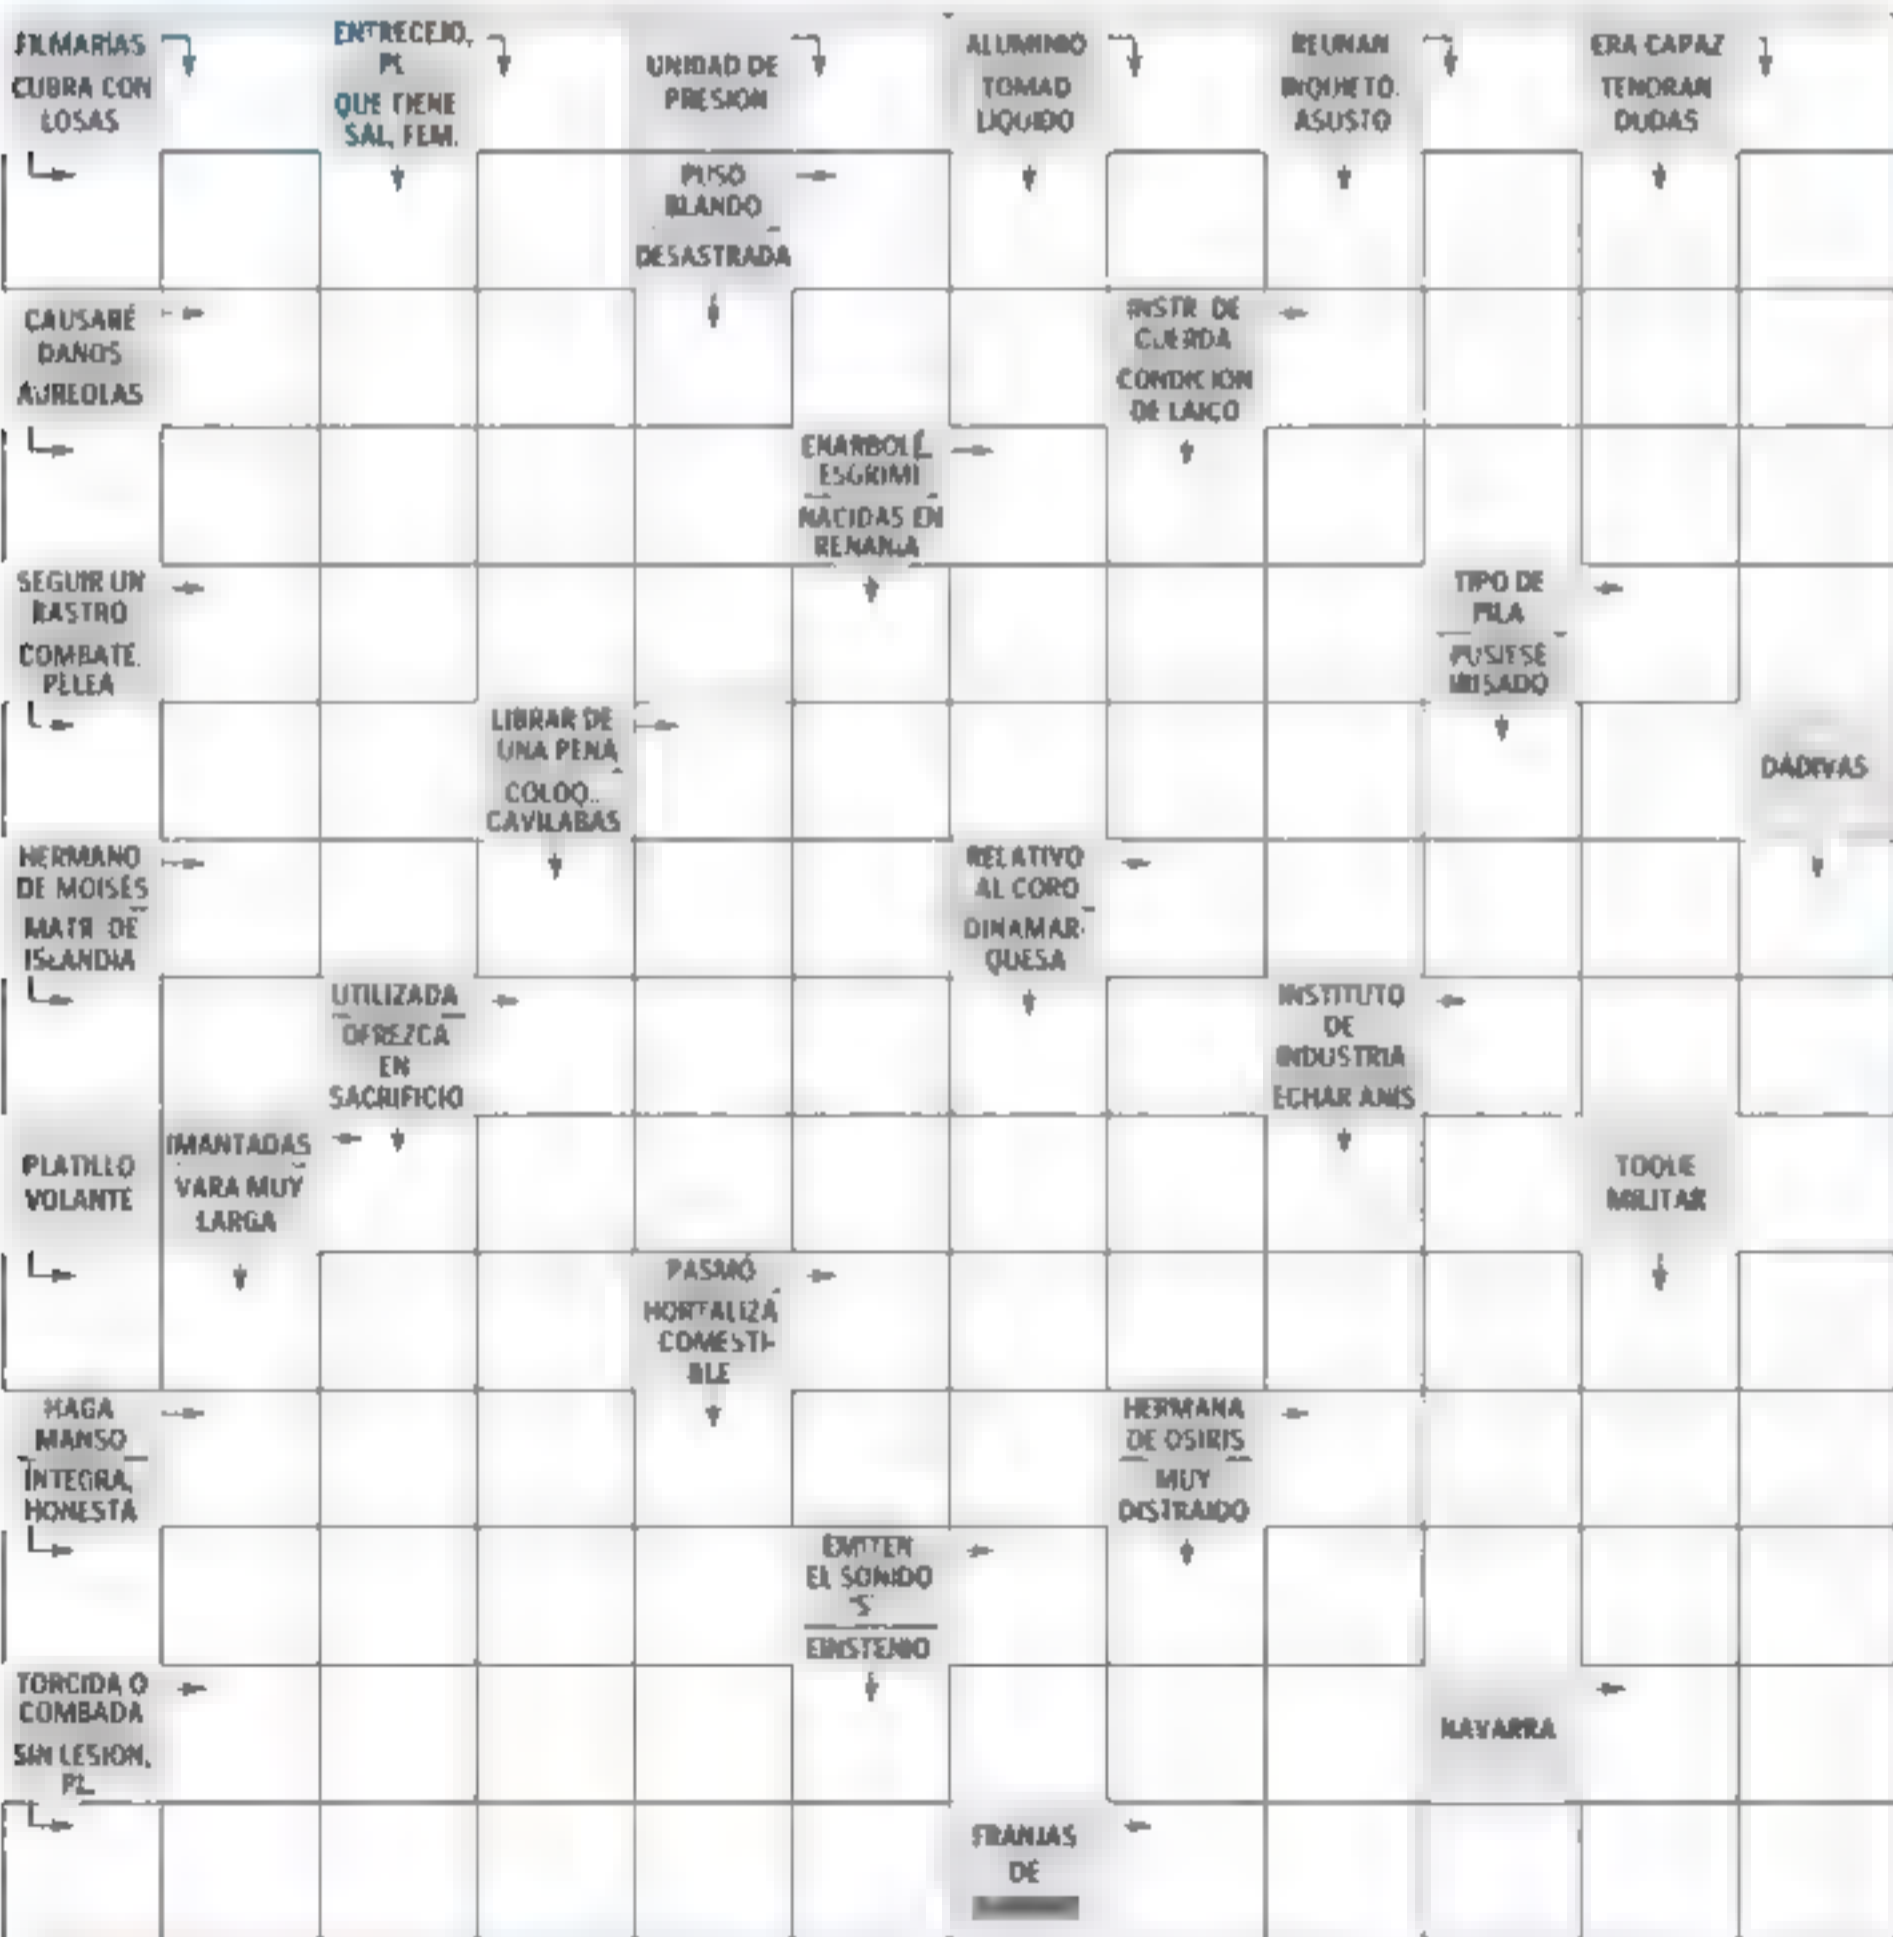 FILMARÍAS
CUBRA CON
LOSAS
ENTRECEJO,
PL.
QUE TIENE
SAL, FEM.
UNIDAD DE
PRESIÓN
ALUMINIO
TOMAD
LÍQUIDO
REÚNAN
INQUIETÓ,
ASUSTÓ
ERA CAPAZ
TENDRÁN
DUDAS
PUSO
BLANDO
DESASTRADA
CAUSARÉ
DAÑOS
AUREOLAS
INSTR. DE
CUERDA
CONDICIÓN
DE LAICO
ENARBOLÉ,
ESGRIMÍ
NACIDAS EN
RENANIA
SEGUIR UN
RASTRO
COMBATE,
PELEA
TIPO DE
PILA
PUSIESE
IRISADO
LIBRAR DE
UNA PENA
COLOQ.,
CAVILABAS
DÁDIVAS
HERMANO
DE MOISÉS
MATR. DE
ISLANDIA
RELATIVO
AL CORO
DINAMAR-
QUESA
UTILIZADA
OFREZCA
EN
SACRIFICIO
INSTITUTO
DE
INDUSTRIA
ECHAR ANÍS
PLATILLO
VOLANTE
IMANTADAS
VARA MUY
LARGA
TOQUE
MILITAR
PASMÓ
HORTALIZA
COMESTI-
BLE
HAGA
MANSO
ÍNTEGRA,
HONESTA
HERMANA
DE OSIRIS
MUY
DISTRAÍDO
EMITEN
EL SONIDO
'S'
EINSTENIO
TORCIDA O
COMBADA
SIN LESIÓN,
PL.
NAVARRA
FRANJAS
DE